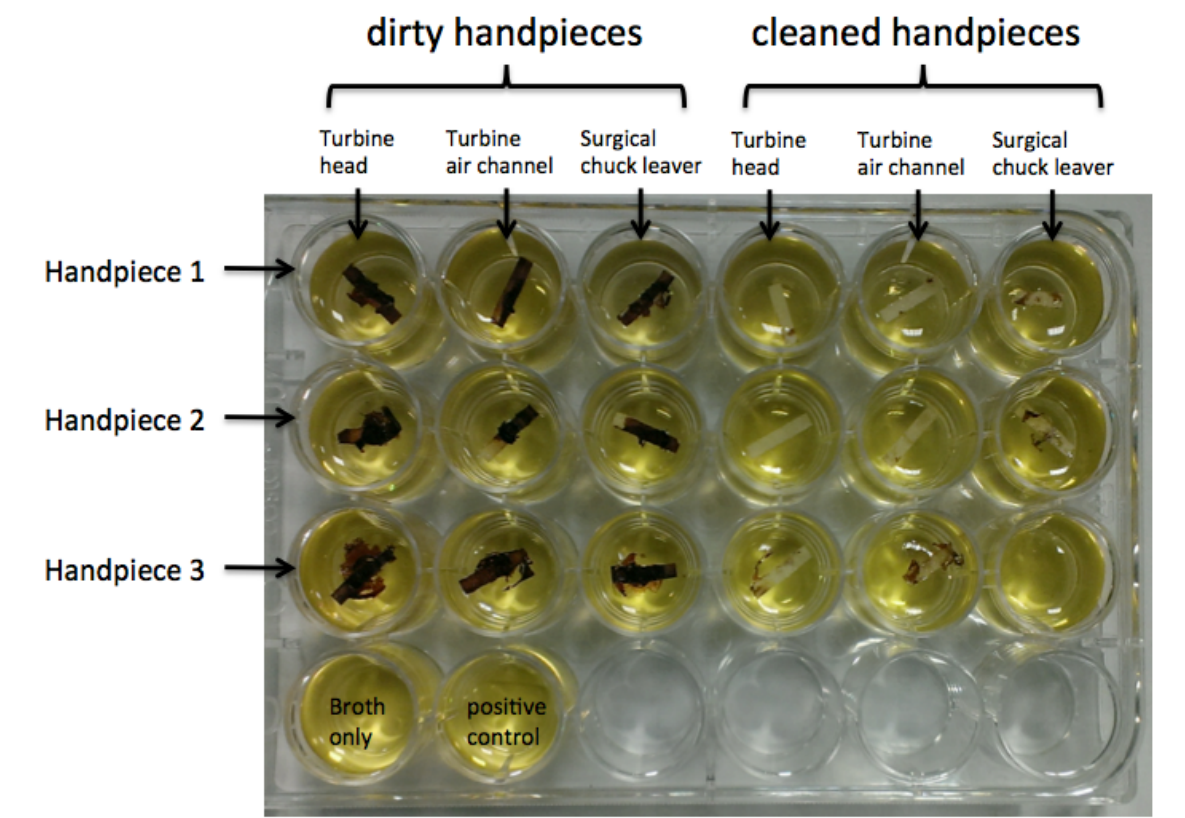 dirty handpieces
cleaned handpieces
Turbine
head
Turbine
air channel
Surgical
chuck leaver
Turbine
head
Turbine
air channel
Surgical
chuck leaver
Handpiece 1
Handpiece 2
Handpiece 3
Broth
only
positive
control